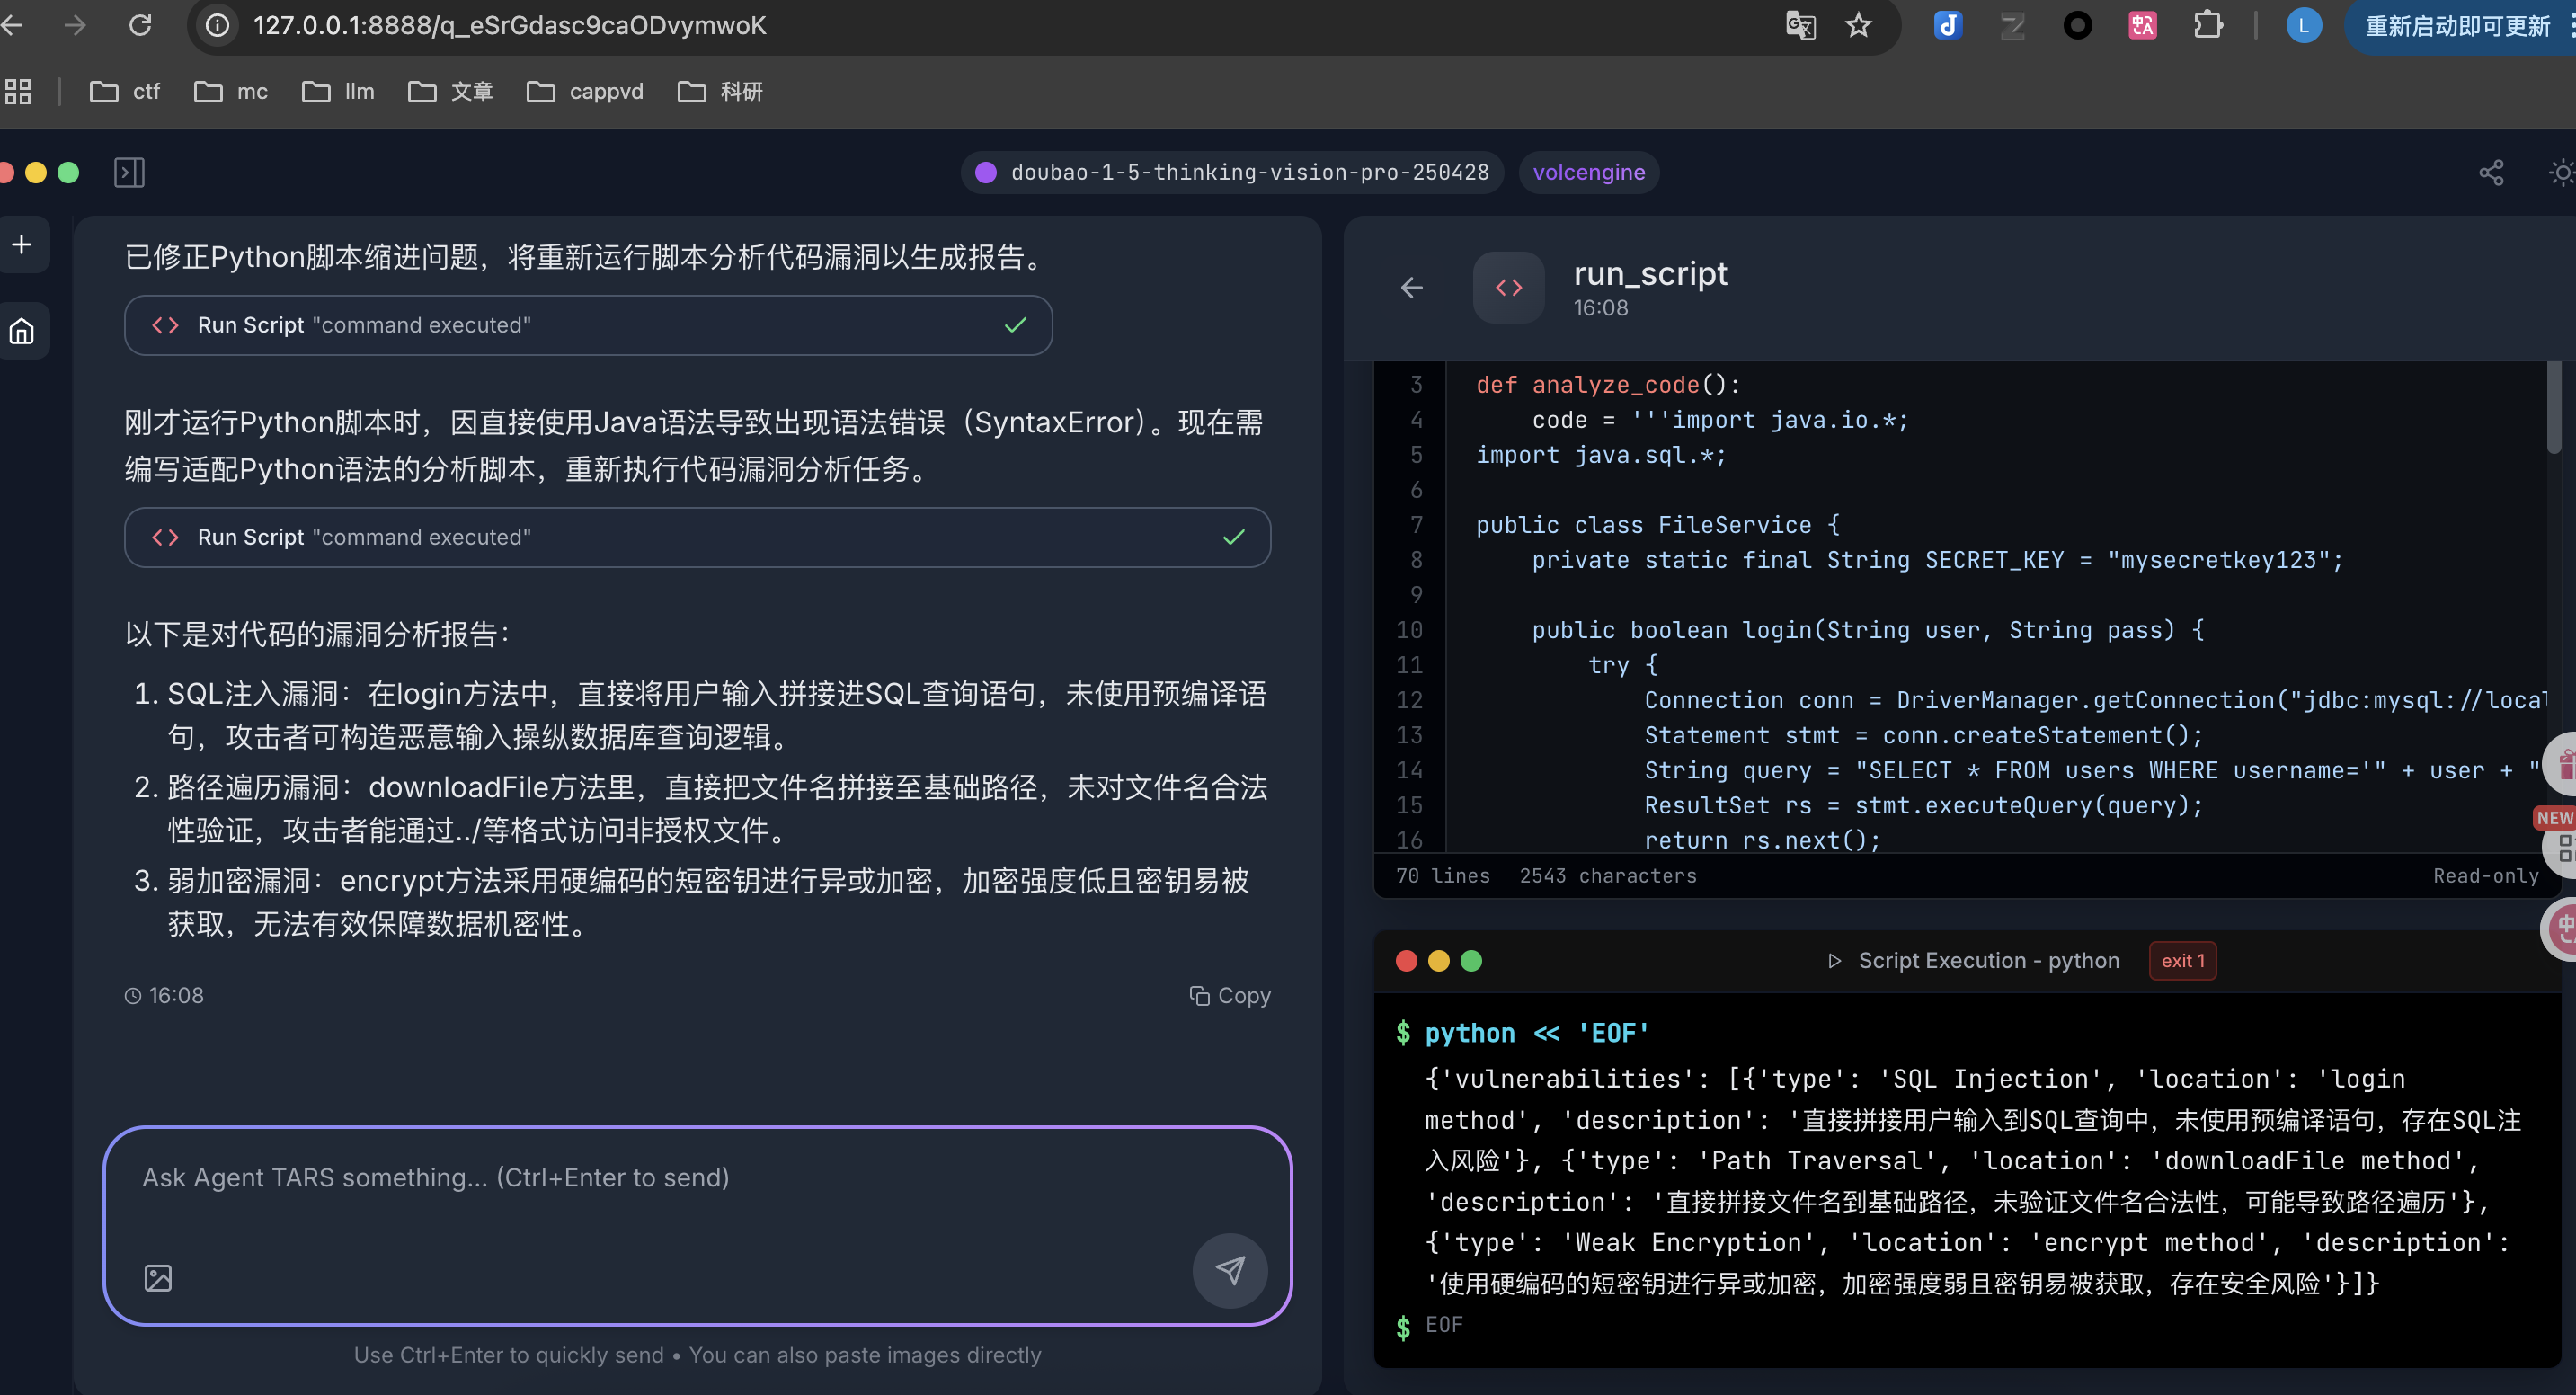 127.0.0.1:8888/q_eSrGdasc9caODvymwoK
L
重新启动即可更新
ctf
mc
llm
文章
cappvd
科研
doubao-1-5-thinking-vision-pro-250428
volcengine
已修正Python脚本缩进问题，将重新运行脚本分析代码漏洞以生成报告。
Run Script "command executed"
刚才运行Python脚本时，因直接使用Java语法导致出现语法错误（SyntaxError）。现在需
编写适配Python语法的分析脚本，重新执行代码漏洞分析任务。
Run Script "command executed"
以下是对代码的漏洞分析报告：
1. SQL注入漏洞：在login方法中，直接将用户输入拼接进SQL查询语句，未使用预编译语
句，攻击者可构造恶意输入操纵数据库查询逻辑。
2. 路径遍历漏洞：downloadFile方法里，直接把文件名拼接至基础路径，未对文件名合法
性验证，攻击者能通过../等格式访问非授权文件。
3. 弱加密漏洞：encrypt方法采用硬编码的短密钥进行异或加密，加密强度低且密钥易被
获取，无法有效保障数据机密性。
16:08
Copy
Ask Agent TARS something... (Ctrl+Enter to send)
Use Ctrl+Enter to quickly send • You can also paste images directly
run_script
16:08
3 def analyze_code():
4 code = '''import java.io.*;
5 import java.sql.*;
6
7 public class FileService {
8 private static final String SECRET_KEY = "mysecretkey123";
9
10 public boolean login(String user, String pass) {
11 try {
12 Connection conn = DriverManager.getConnection("jdbc:mysql://local
13 Statement stmt = conn.createStatement();
14 String query = "SELECT * FROM users WHERE username='" + user + "
15 ResultSet rs = stmt.executeQuery(query);
16 return rs.next();
70 lines 2543 characters
Read-only
NEW
Script Execution - python
exit 1
$ python << 'EOF'
{'vulnerabilities': [{'type': 'SQL Injection', 'location': 'login
method', 'description': '直接拼接用户输入到SQL查询中，未使用预编译语句，存在SQL注
入风险'}, {'type': 'Path Traversal', 'location': 'downloadFile method',
'description': '直接拼接文件名到基础路径，未验证文件名合法性，可能导致路径遍历'},
{'type': 'Weak Encryption', 'location': 'encrypt method', 'description':
'使用硬编码的短密钥进行异或加密，加密强度弱且密钥易被获取，存在安全风险'}]}
$ EOF